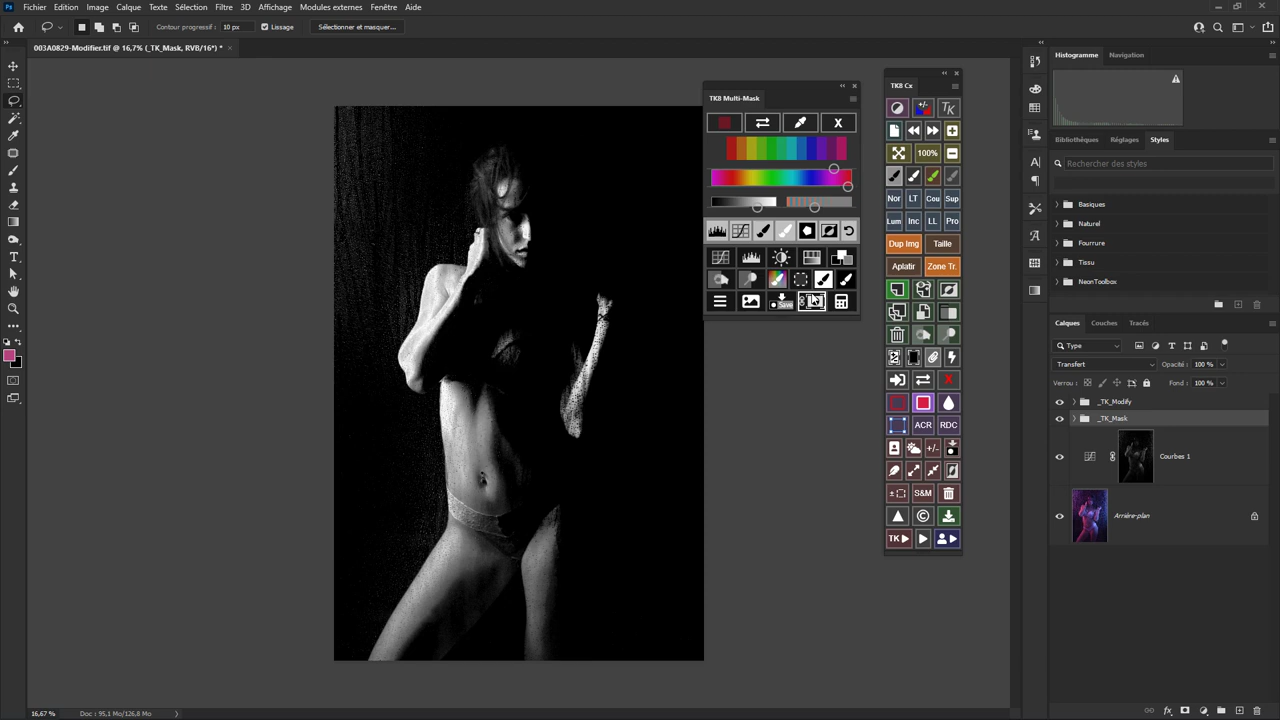 Ps Fichier Edition Image Calque Texte Sélection Filtre 3D Affichage Modules externes Fenêtre Aide
Contour progressif : 10 px Lissage Sélectionner et masquer...
003A0829-Modifier.tif @ 16,7% (_TK_Mask, RVB/16*) * ×
TK8 Multi-Mask
X
Save
TK8 Cx
TK
100%
Nor LT Cou Sup
Lum Inc LL Pro
Dup Img Taille
Aplatir Zone Tr.
X
ACR RDC
+/-
S&M
TK
Histogramme Navigation
Bibliothèques Réglages Styles
Rechercher des styles
Basiques
Naturel
Fourrure
Tissu
NeonToolbox
Calques Couches Tracés
Type
Transfert Opacité : 100 %
Verrou : Fond : 100 %
_TK_Modify
_TK_Mask
Courbes 1
Arrière-plan
16,67 % Doc : 95,1 Mo/126,8 Mo